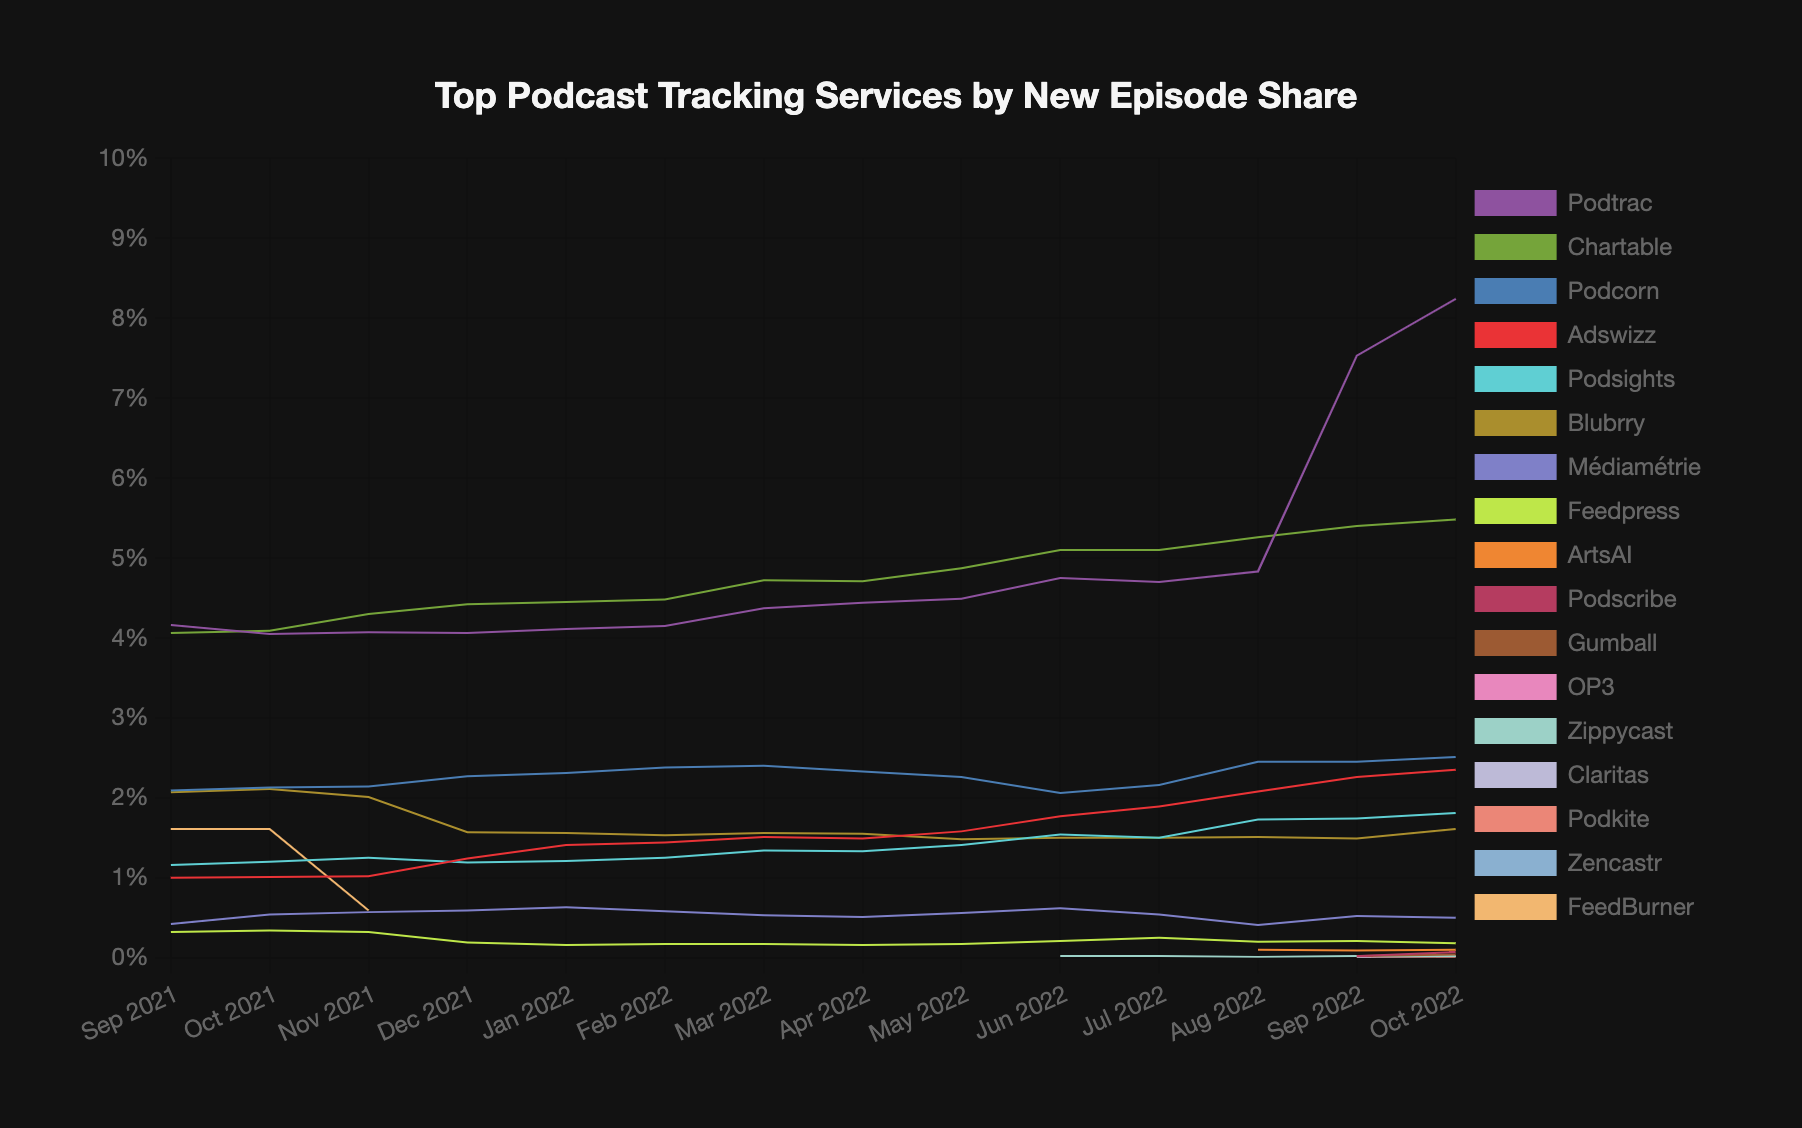 Top Podcast Tracking Services by New Episode Share
10%
9%
8%
7%
6%
5%
4%
3%
2%
1%
0%
Sep 2021
Oct 2021
Nov 2021
Dec 2021
Jan 2022
Feb 2022
Mar 2022
Apr 2022
May 2022
Jun 2022
Jul 2022
Aug 2022
Sep 2022
Oct 2022
Podtrac
Chartable
Podcorn
Adswizz
Podsights
Blubrry
Médiamétrie
Feedpress
ArtsAI
Podscribe
Gumball
OP3
Zippycast
Claritas
Podkite
Zencastr
FeedBurner